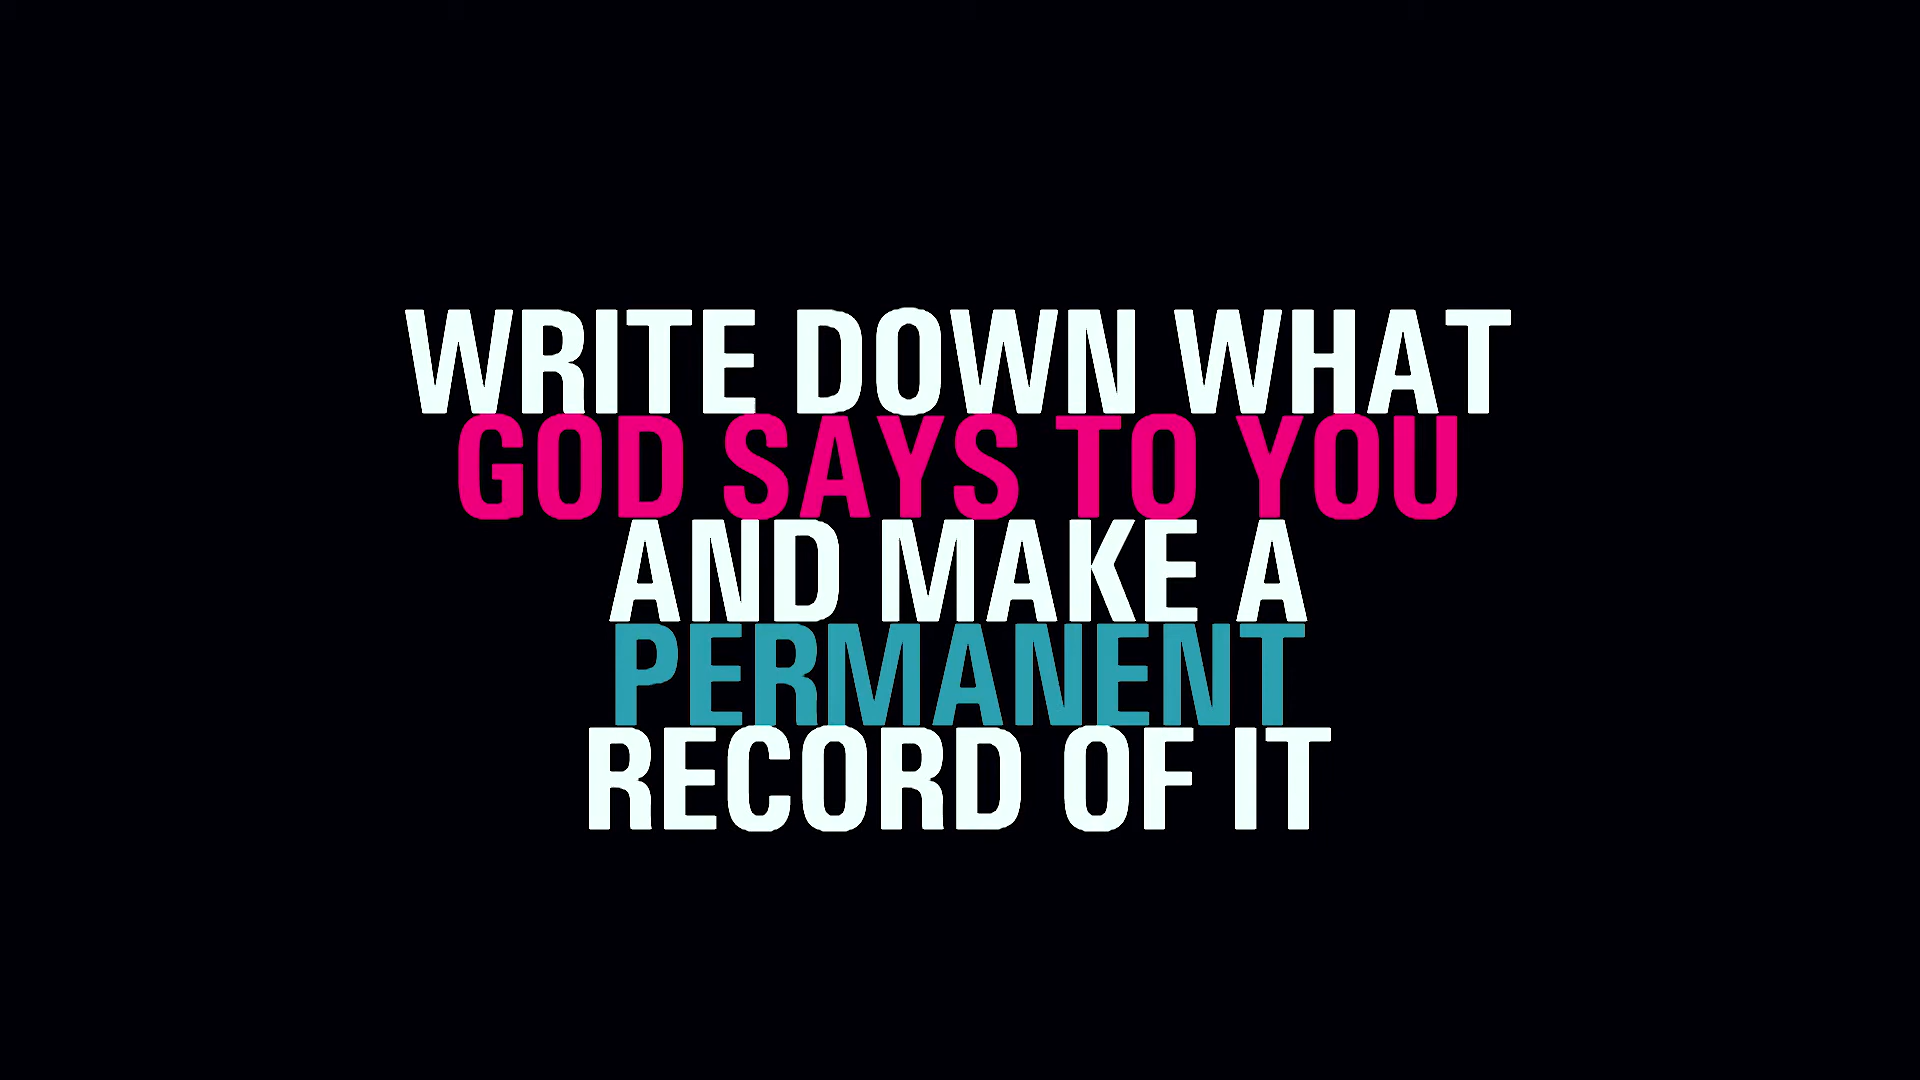 WRITE DOWN WHAT
GOD SAYS TO YOU
AND MAKE A
PERMANENT
RECORD OF IT